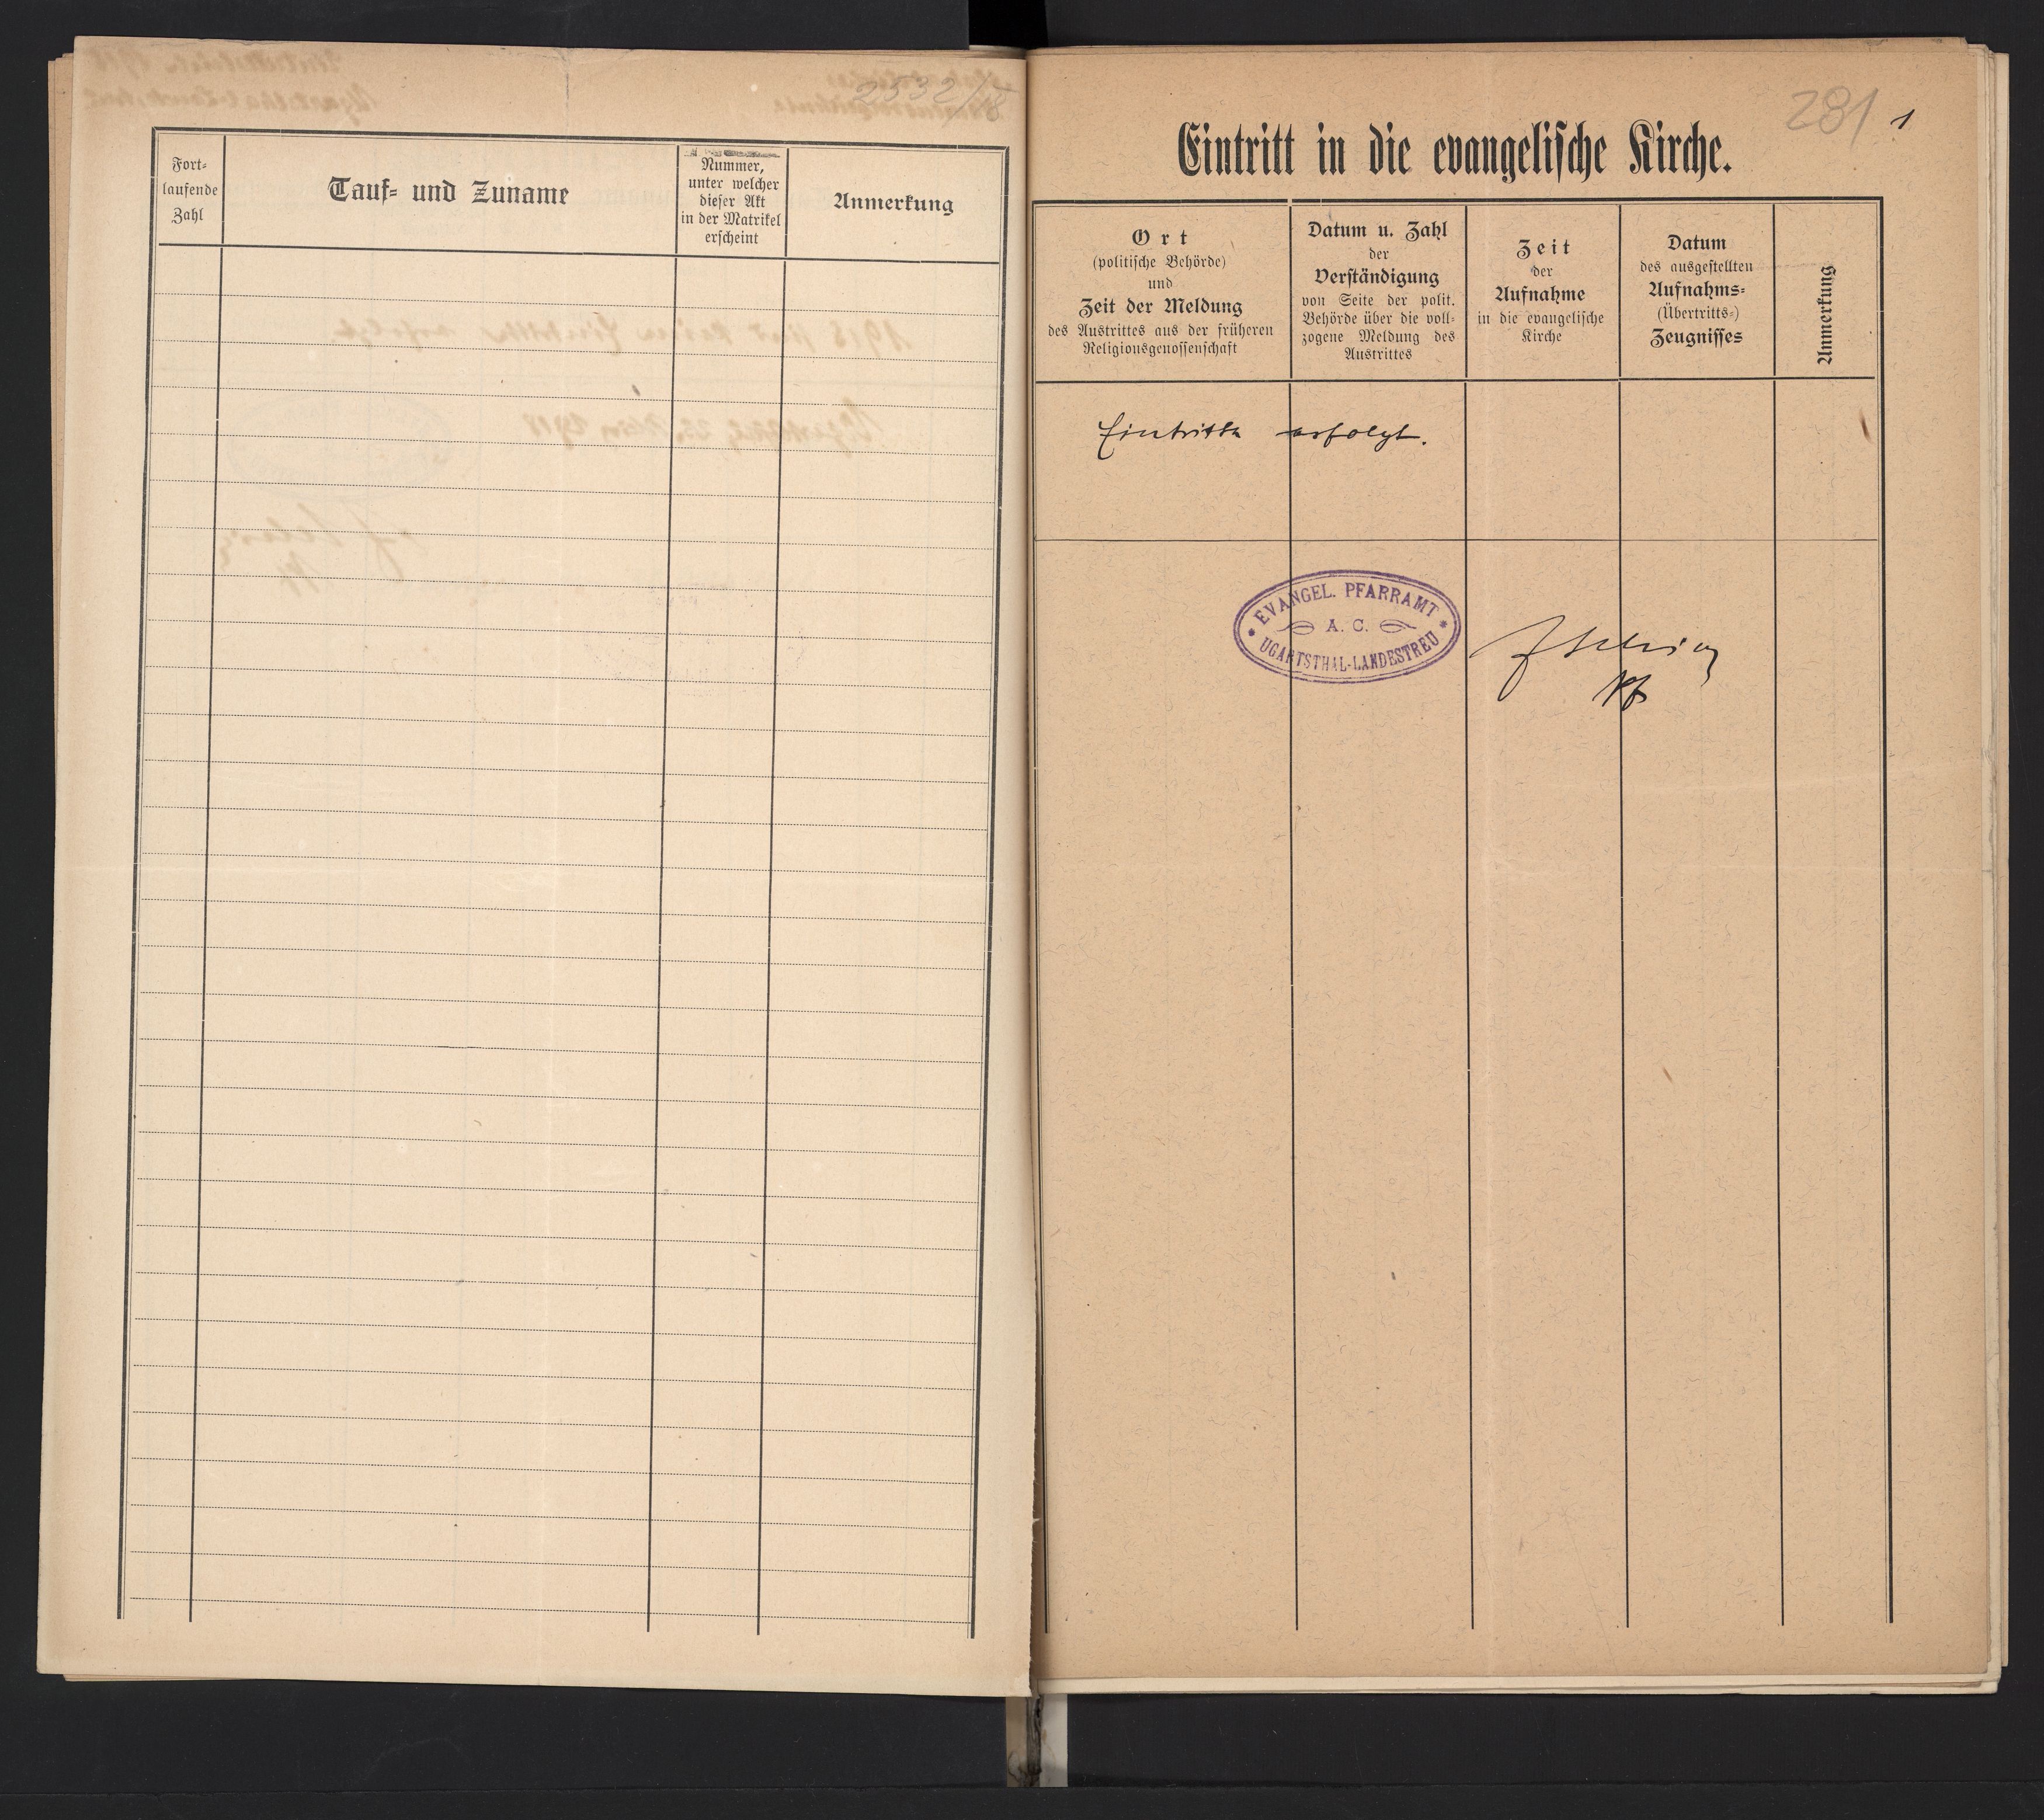 2532/18
Fort-
laufende
Zahl
Tauf- und Zuname
Nummer,
unter welcher
dieser Akt
in der Matrikel
erscheint
Anmerkung
281 1
Eintritt in die evangelische Kirche.
Ort
(politische Behörde)
und
Zeit der Meldung
des Austrittes aus der früheren
Religionsgenossenschaft
Datum u. Zahl
der
Verständigung
von Seite der polit.
Behörde über die voll-
zogene Meldung des
Austrittes
Zeit
der
Aufnahme
in die evangelische
Kirche
Datum
des ausgestellten
Aufnahms-
(Übertritts-)
Zeugnisses
Anmerkung
Eintritte erfolgt.
EVANGEL. PFARRAMT
A. C.
UGARTSTHAL-LANDESTREU